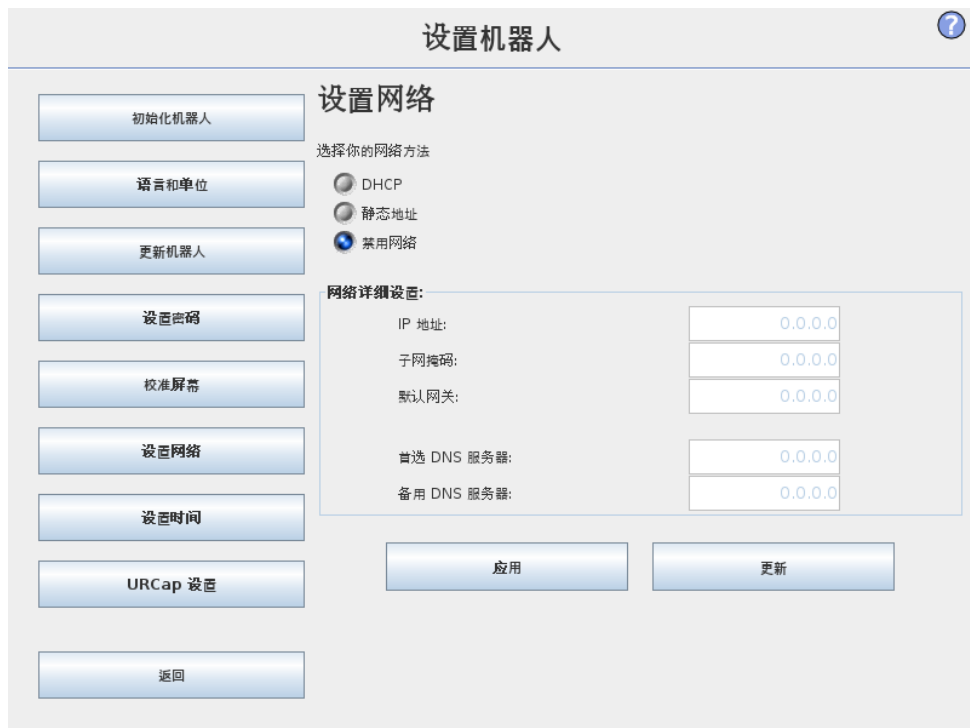 设置机器人
?
初始化机器人
语言和单位
更新机器人
设置密码
校准屏幕
设置网络
设置时间
URCap 设置
返回
设置网络
选择你的网络方法
DHCP
静态地址
禁用网络
网络详细设置:
IP 地址: 0.0.0.0
子网掩码: 0.0.0.0
默认网关: 0.0.0.0
首选 DNS 服务器: 0.0.0.0
备用 DNS 服务器: 0.0.0.0
应用
更新